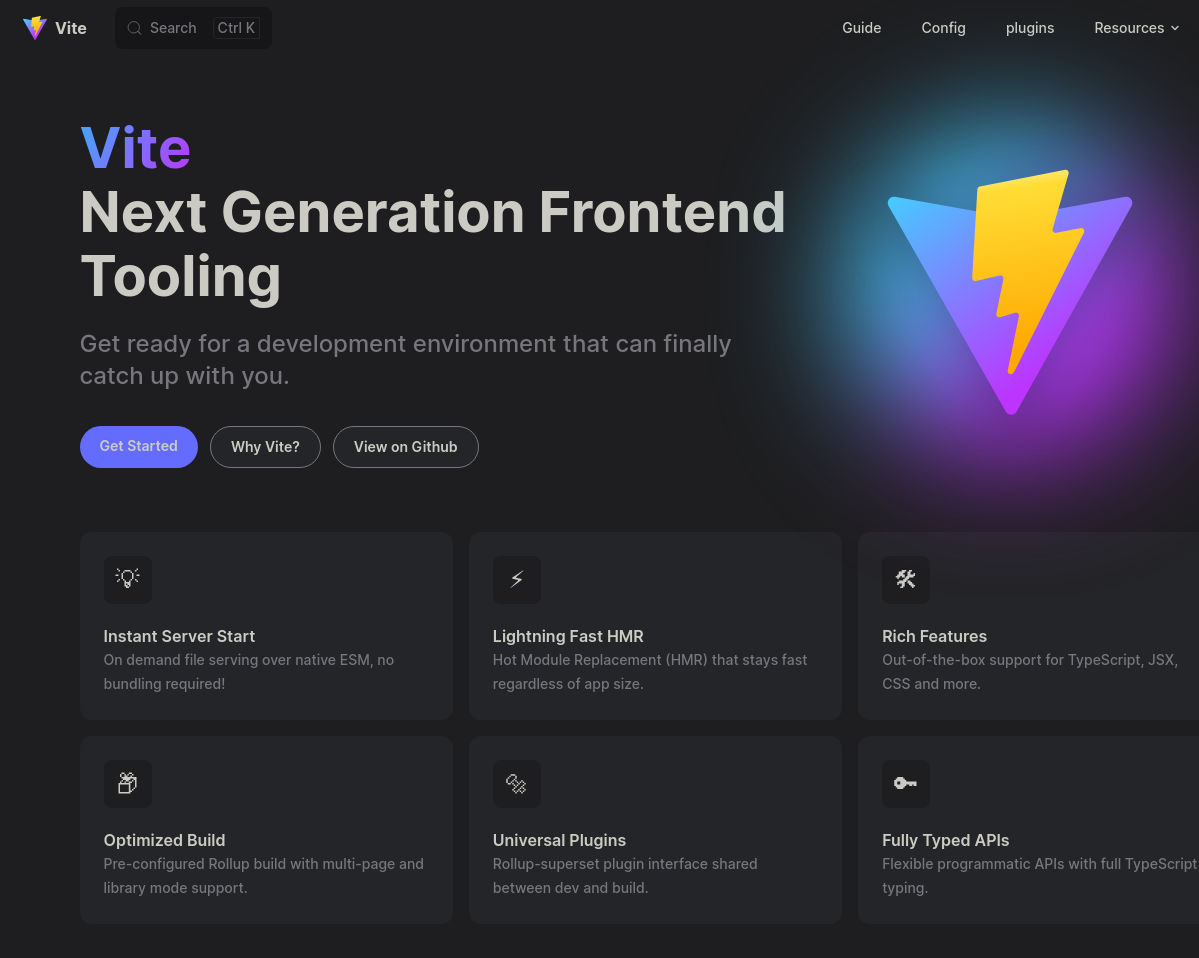 Vite
Search Ctrl K
Guide Config plugins Resources
Vite
Next Generation Frontend
Tooling
Get ready for a development environment that can finally
catch up with you.
Get Started Why Vite? View on Github
Instant Server Start
On demand file serving over native ESM, no
bundling required!
Lightning Fast HMR
Hot Module Replacement (HMR) that stays fast
regardless of app size.
Rich Features
Out-of-the-box support for TypeScript, JSX,
CSS and more.
Optimized Build
Pre-configured Rollup build with multi-page and
library mode support.
Universal Plugins
Rollup-superset plugin interface shared
between dev and build.
Fully Typed APIs
Flexible programmatic APIs with full TypeScript
typing.